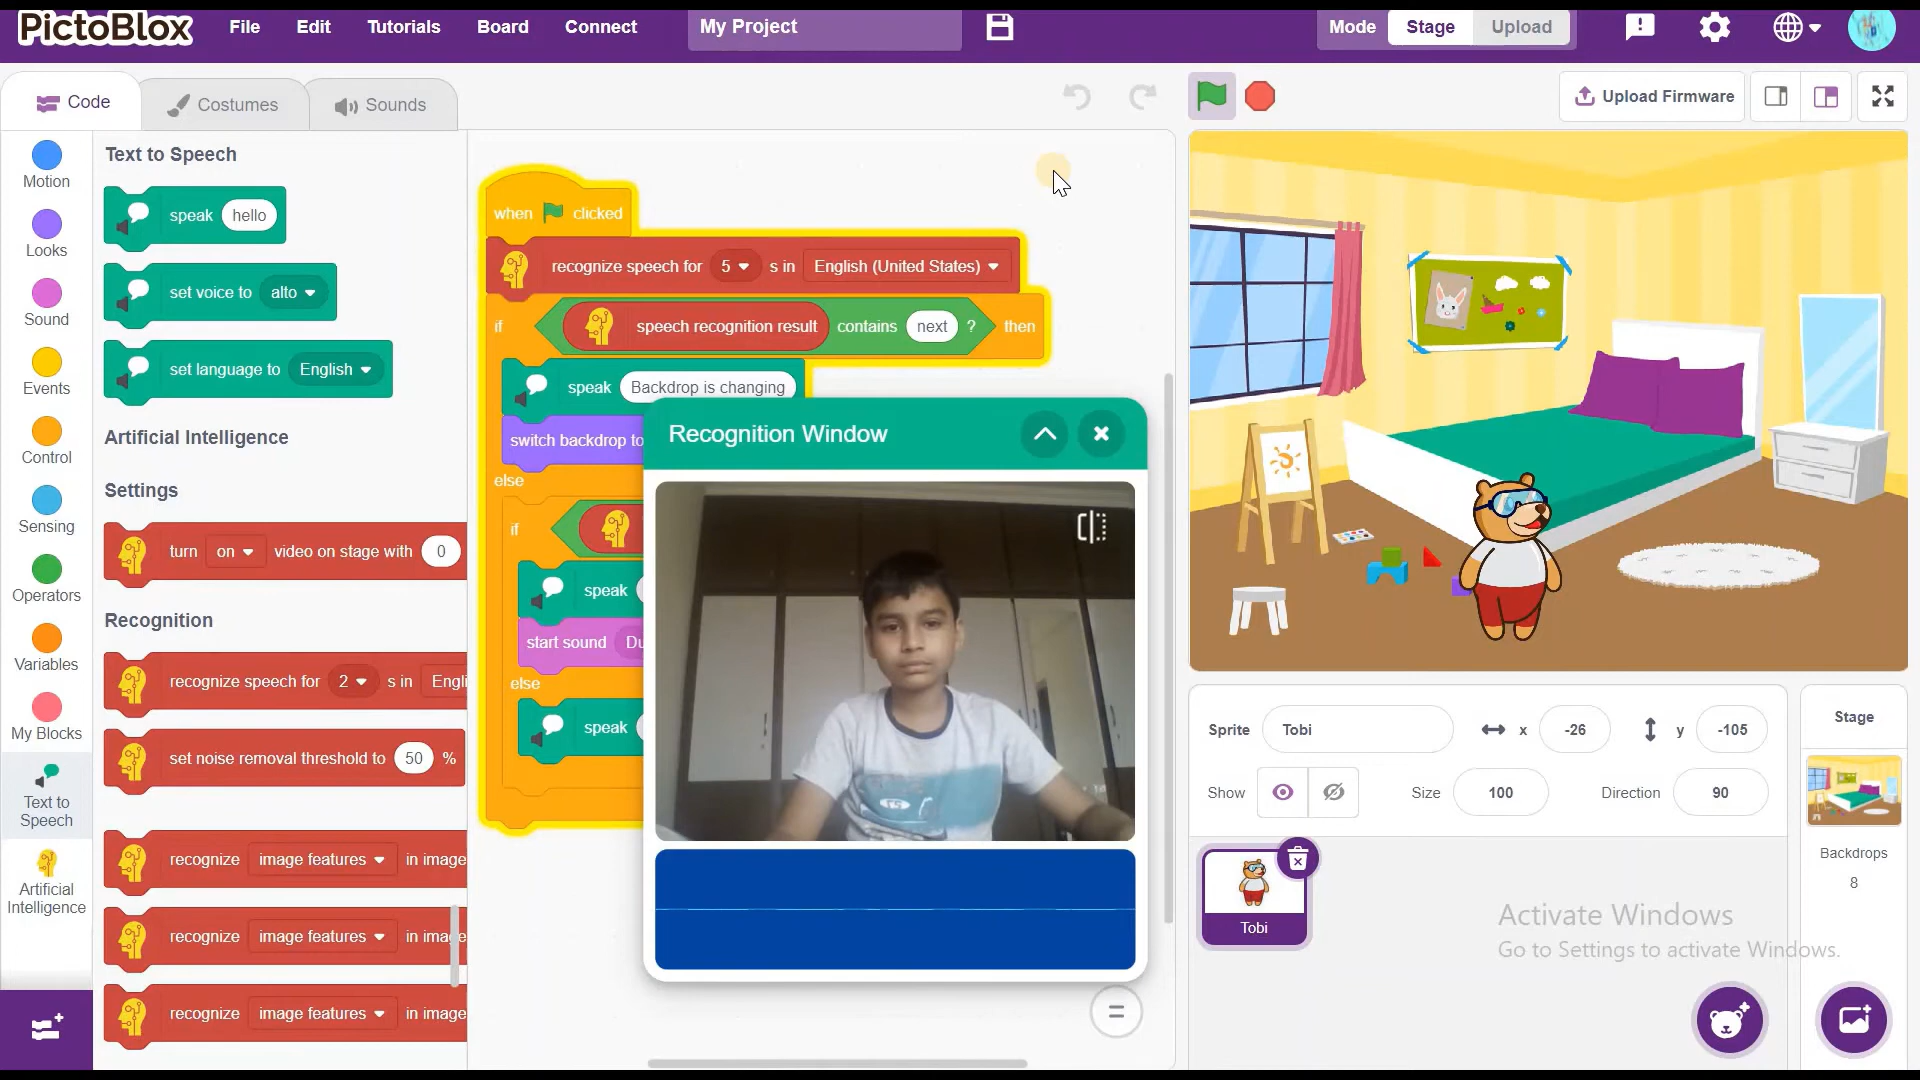 PictoBlox File Edit Tutorials Board Connect My Project Mode Stage Upload
Code Costumes Sounds
Upload Firmware
Motion
Looks
Sound
Events
Control
Sensing
Operators
Variables
My Blocks
Text to
Speech
Artificial
Intelligence
Text to Speech
speak hello
set voice to alto
set language to English
Artificial Intelligence
Settings
turn on video on stage with 0
Recognition
recognize speech for 2 s in Engli
set noise removal threshold to 50 %
recognize image features in image
recognize image features in image
recognize image features in image
when clicked
recognize speech for 5 s in English (United States)
if speech recognition result contains next ? then
speak Backdrop is changing
switch backdrop to
else
if
speak
start sound Du
else
speak
Recognition Window
Sprite Tobi x -26 y -105
Show Size 100 Direction 90
Tobi
Stage
Backdrops
8
Activate Windows
Go to Settings to activate Windows.